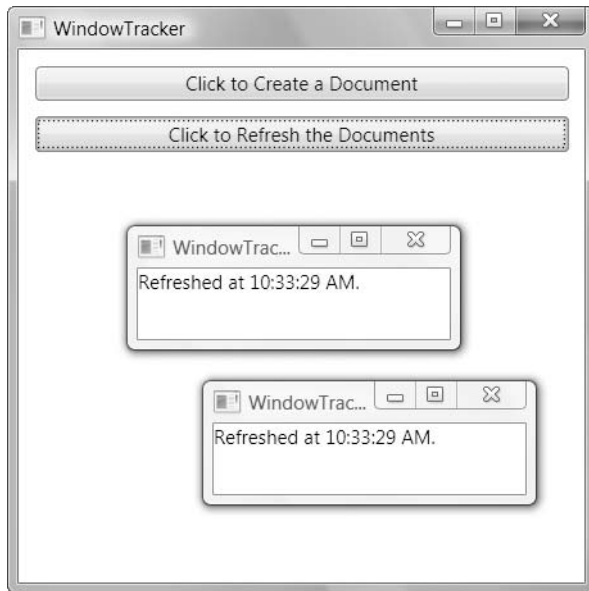 WindowTracker
Click to Create a Document
Click to Refresh the Documents
WindowTrac...
Refreshed at 10:33:29 AM.
WindowTrac...
Refreshed at 10:33:29 AM.